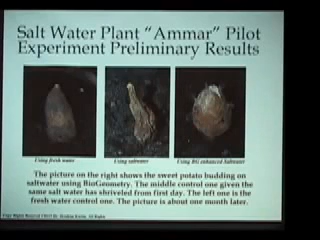 Salt Water Plant “Ammar” Pilot
Experiment Preliminary Results
Using fresh water
Using saltwater
Using BG enhanced Saltwater
The picture on the right shows the sweet potato budding on
saltwater using BioGeometry. The middle control one given the
same salt water has shriveled from first day. The left one is the
fresh water control one. The picture is about one month later.